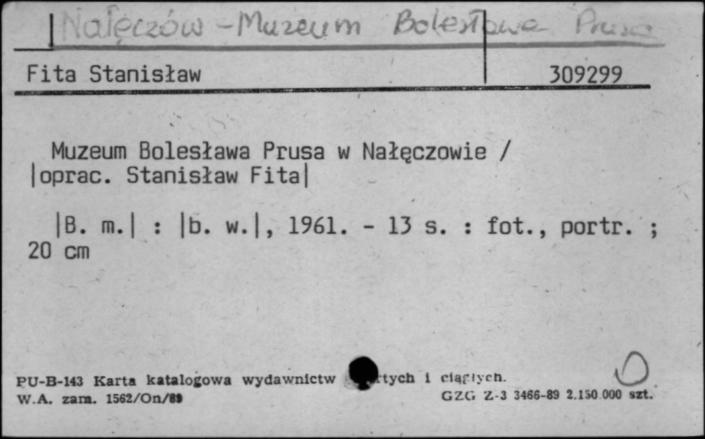 Nałęczów - Muzeum Bolesława Prusa
Fita Stanisław 309299
Muzeum Bolesława Prusa w Nałęczowie /
|oprac. Stanisław Fita|
|B. m.| : |b. w.|, 1961. - 13 s. : fot., portr. ;
20 cm
PU-B-143 Karta katalogowa wydawnictw i ciągłych.
W.A. zam. 1562/On/89 GZG Z-3 3466-89 2.150.000 szt.